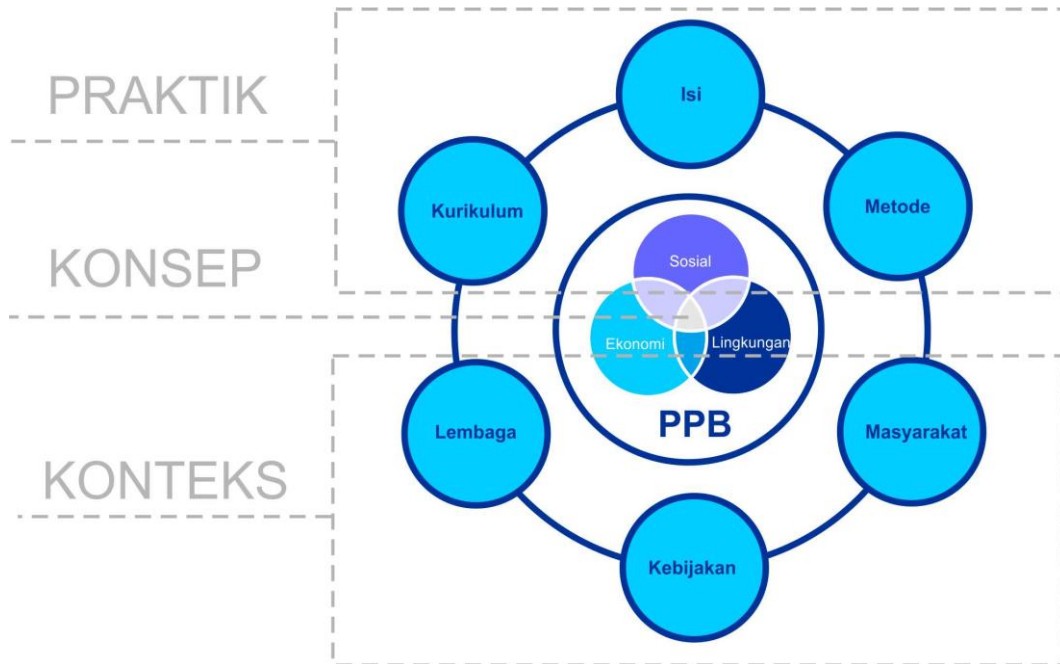 PRAKTIK
Isi
Kurikulum
Metode
KONSEP
Sosial
Ekonomi
Lingkungan
PPB
Lembaga
Masyarakat
KONTEKS
Kebijakan